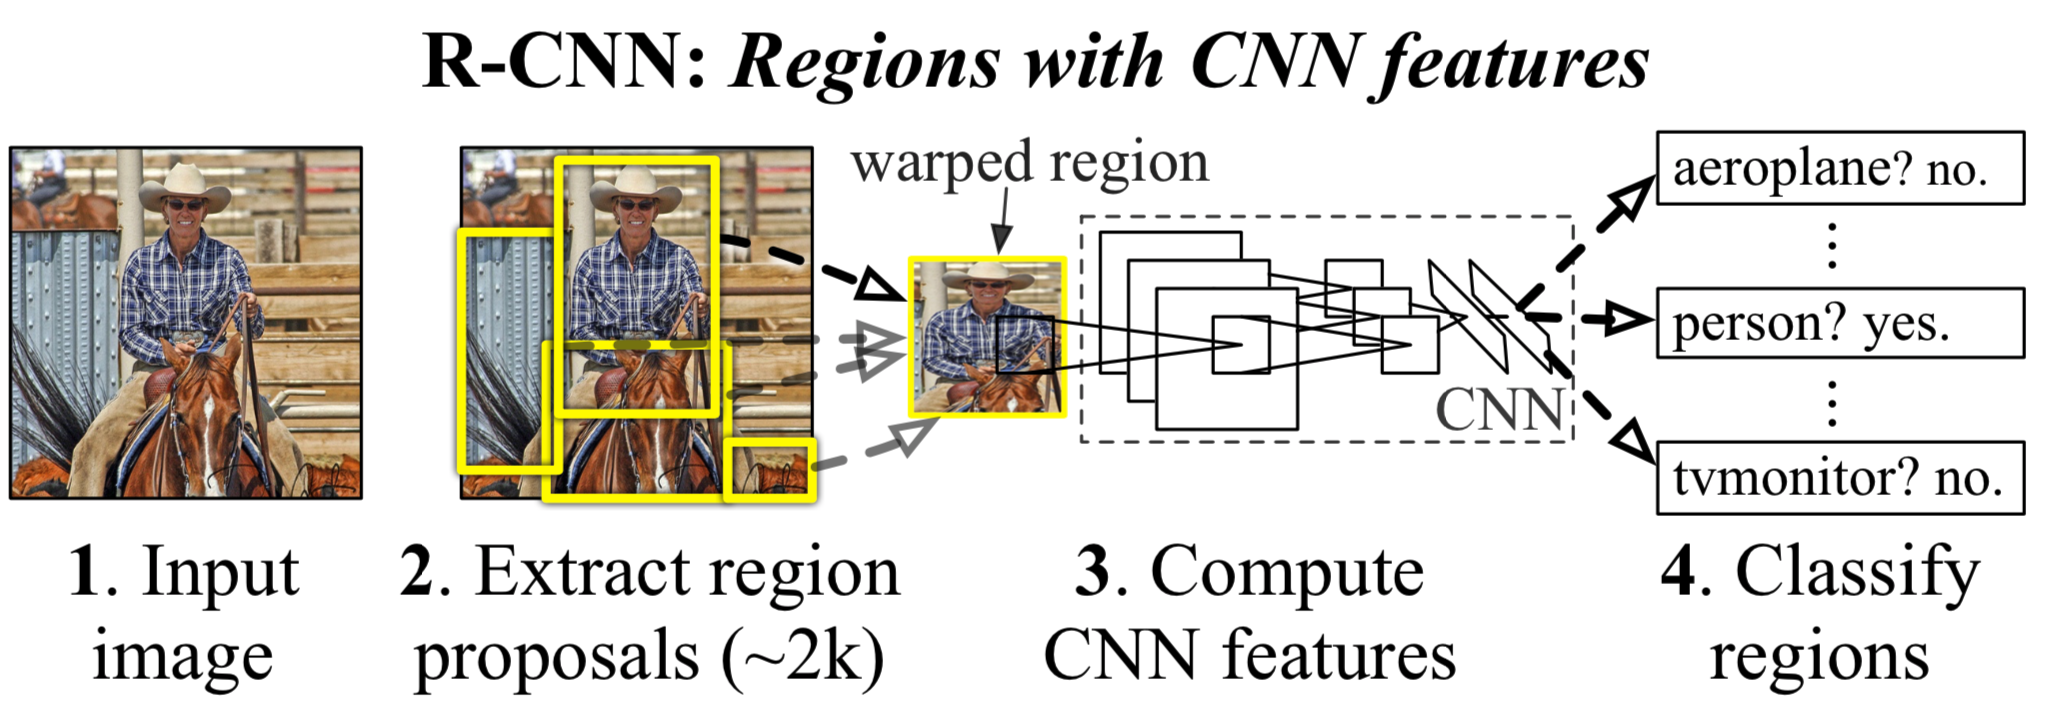 R-CNN: Regions with CNN features
warped region
aeroplane? no.
person? yes.
CNN
tvmonitor? no.
1. Input
image
2. Extract region
proposals (~2k)
3. Compute
CNN features
4. Classify
regions